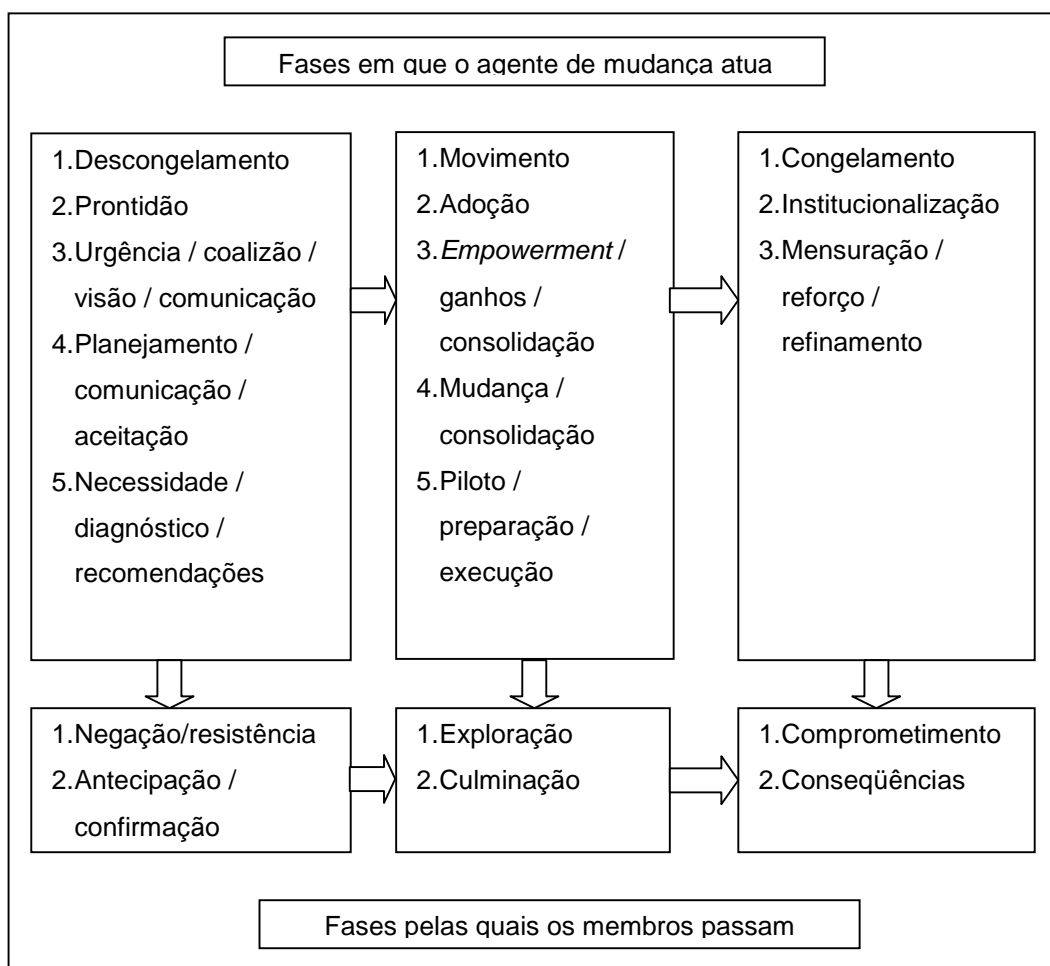 Fases em que o agente de mudança atua
1.Descongelamento
2.Prontidão
3.Urgência / coalizão /
visão / comunicação
4.Planejamento /
comunicação /
aceitação
5.Necessidade /
diagnóstico /
recomendações
1.Movimento
2.Adoção
3.Empowerment /
ganhos /
consolidação
4.Mudança /
consolidação
5.Piloto /
preparação /
execução
1.Congelamento
2.Institucionalização
3.Mensuração /
reforço /
refinamento
1.Negação/resistência
2.Antecipação /
confirmação
1.Exploração
2.Culminação
1.Comprometimento
2.Conseqüências
Fases pelas quais os membros passam